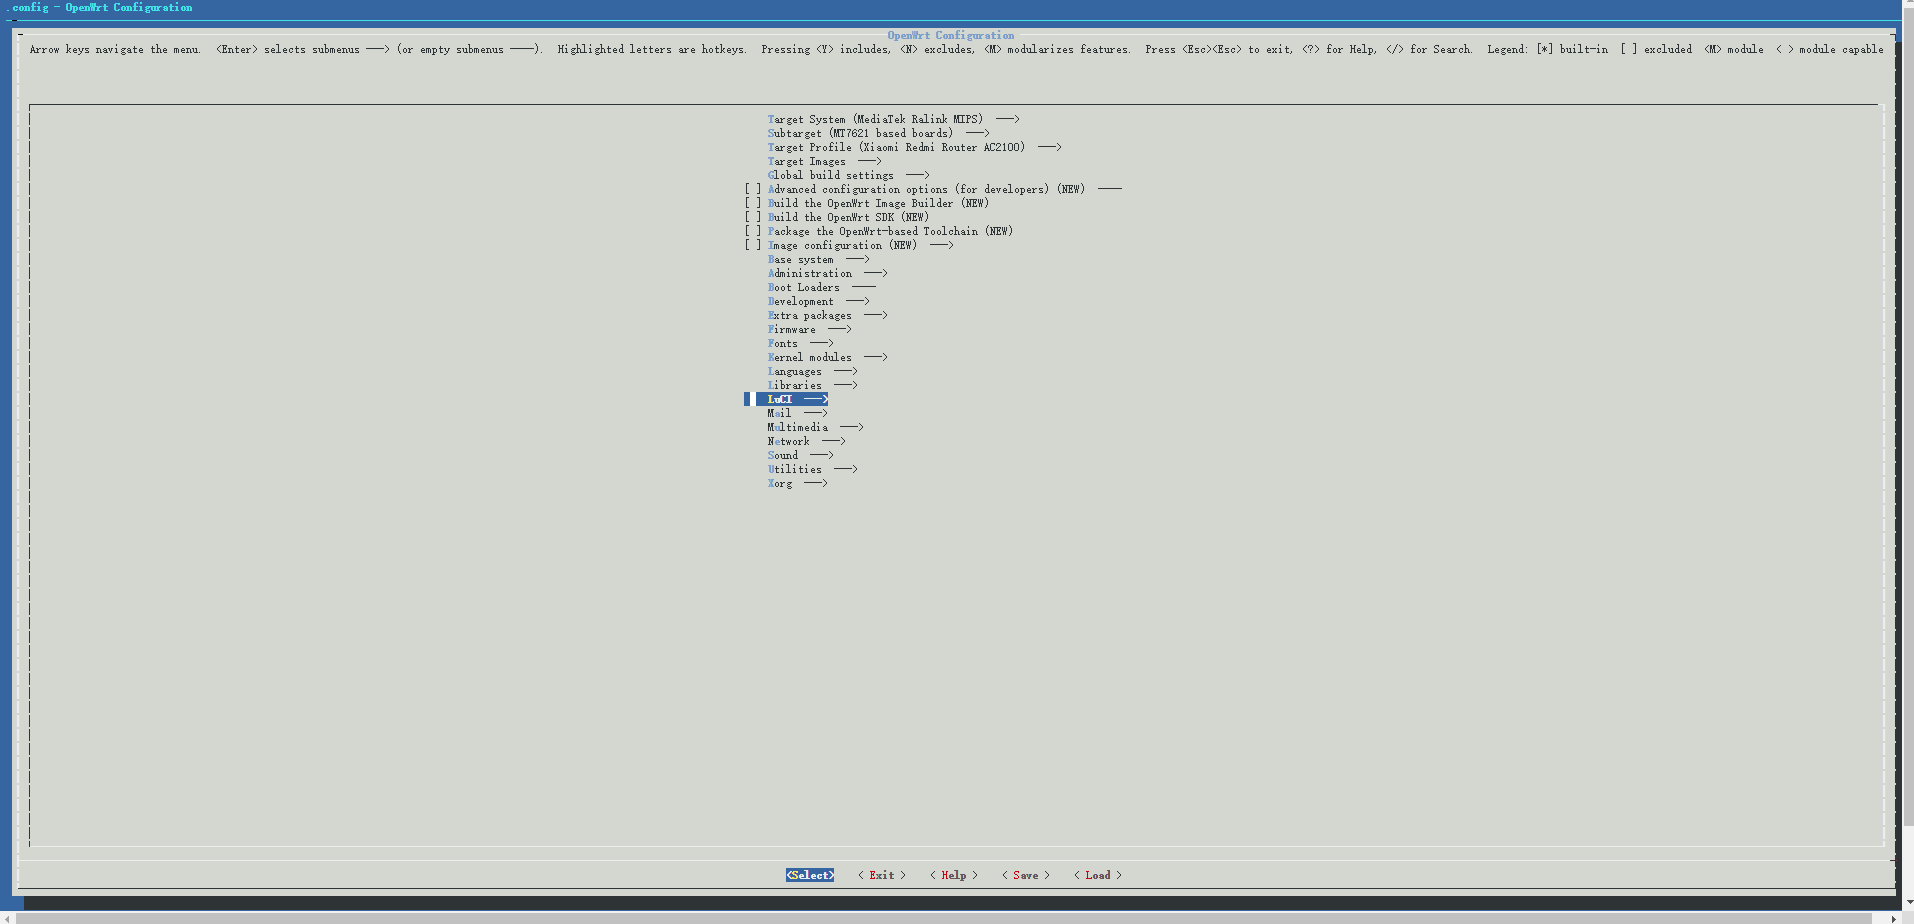 .config - OpenWrt Configuration
OpenWrt Configuration
Arrow keys navigate the menu.  <Enter> selects submenus ---> (or empty submenus ----).  Highlighted letters are hotkeys.  Pressing <Y> includes, <N> excludes, <M> modularizes features.  Press <Esc><Esc> to exit, <?> for Help, </> for Search.  Legend: [*] built-in  [ ] excluded  <M> module  < > module capable
Target System (MediaTek Ralink MIPS)  --->
Subtarget (MT7621 based boards)  --->
Target Profile (Xiaomi Redmi Router AC2100)  --->
Target Images  --->
Global build settings  --->
[ ] Advanced configuration options (for developers) (NEW)  ----
[ ] Build the OpenWrt Image Builder (NEW)
[ ] Build the OpenWrt SDK (NEW)
[ ] Package the OpenWrt-based Toolchain (NEW)
[ ] Image configuration (NEW)  --->
Base system  --->
Administration  --->
Boot Loaders  ----
Development  --->
Extra packages  --->
Firmware  --->
Fonts  --->
Kernel modules  --->
Languages  --->
Libraries  --->
LuCI  --->
Mail  --->
Multimedia  --->
Network  --->
Sound  --->
Utilities  --->
Xorg  --->
<Select>    < Exit >    < Help >    < Save >    < Load >